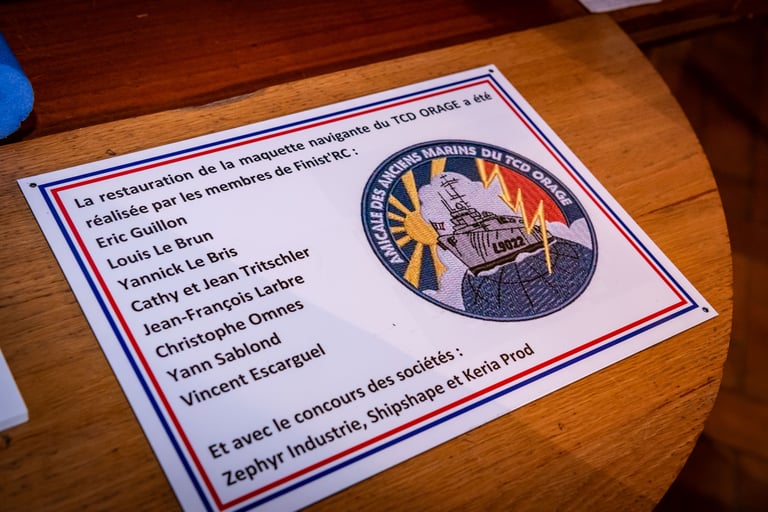 La restauration de la maquette navigante du TCD ORAGE a été
réalisée par les membres de Finist'RC :
Eric Guillon
Louis Le Brun
Yannick Le Bris
Cathy et Jean Tritschler
Jean-François Larbre
Christophe Omnes
Yann Sablond
Vincent Escarguel
Et avec le concours des sociétés :
Zephyr Industrie, Shipshape et Keria Prod
AMICALE DES ANCIENS MARINS DU TCD ORAGE
L9022